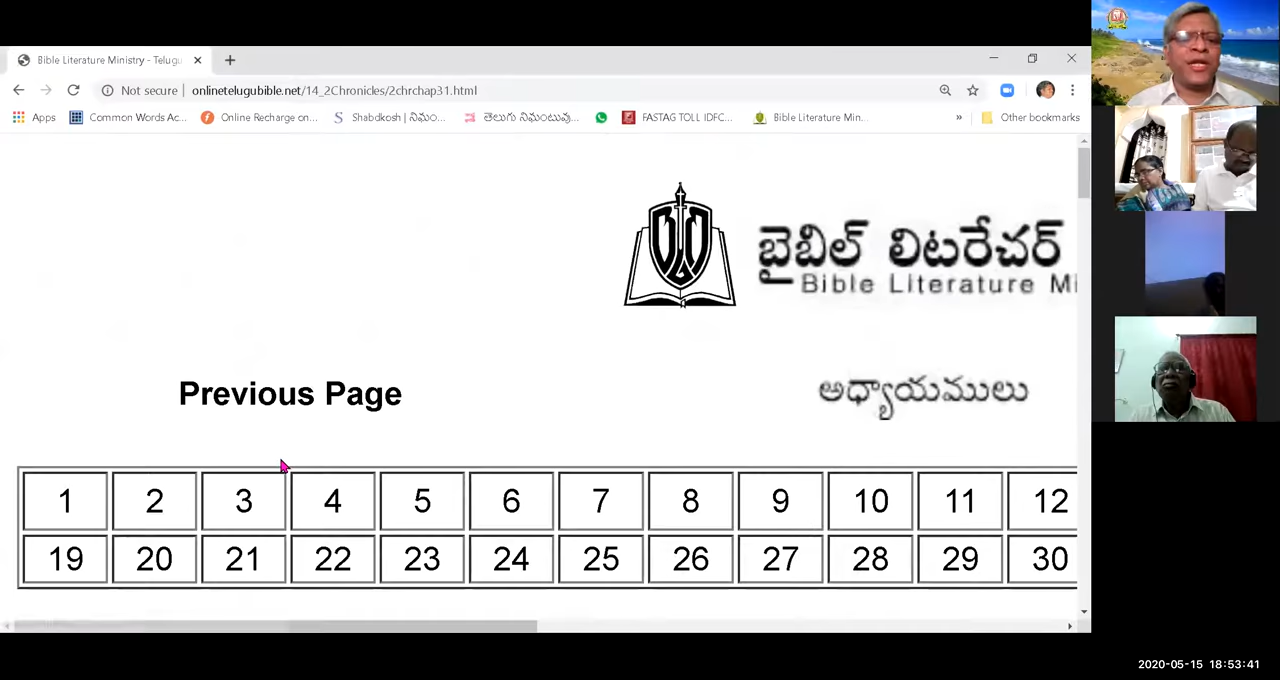 Bible Literature Ministry - Telugu
Not secure | onlinetelugubible.net/14_2Chronicles/2chrchap31.html
Apps Common Words Ac... Online Recharge on... Shabdkosh | నిఘం... తెలుగు నిఘంటువు... FASTAG TOLL IDFC... Bible Literature Min... » Other bookmarks
బైబిల్ లిటరేచర్
Bible Literature Mi
Previous Page
అధ్యాయములు
1 2 3 4 5 6 7 8 9 10 11 12
19 20 21 22 23 24 25 26 27 28 29 30
2020-05-15 18:53:41